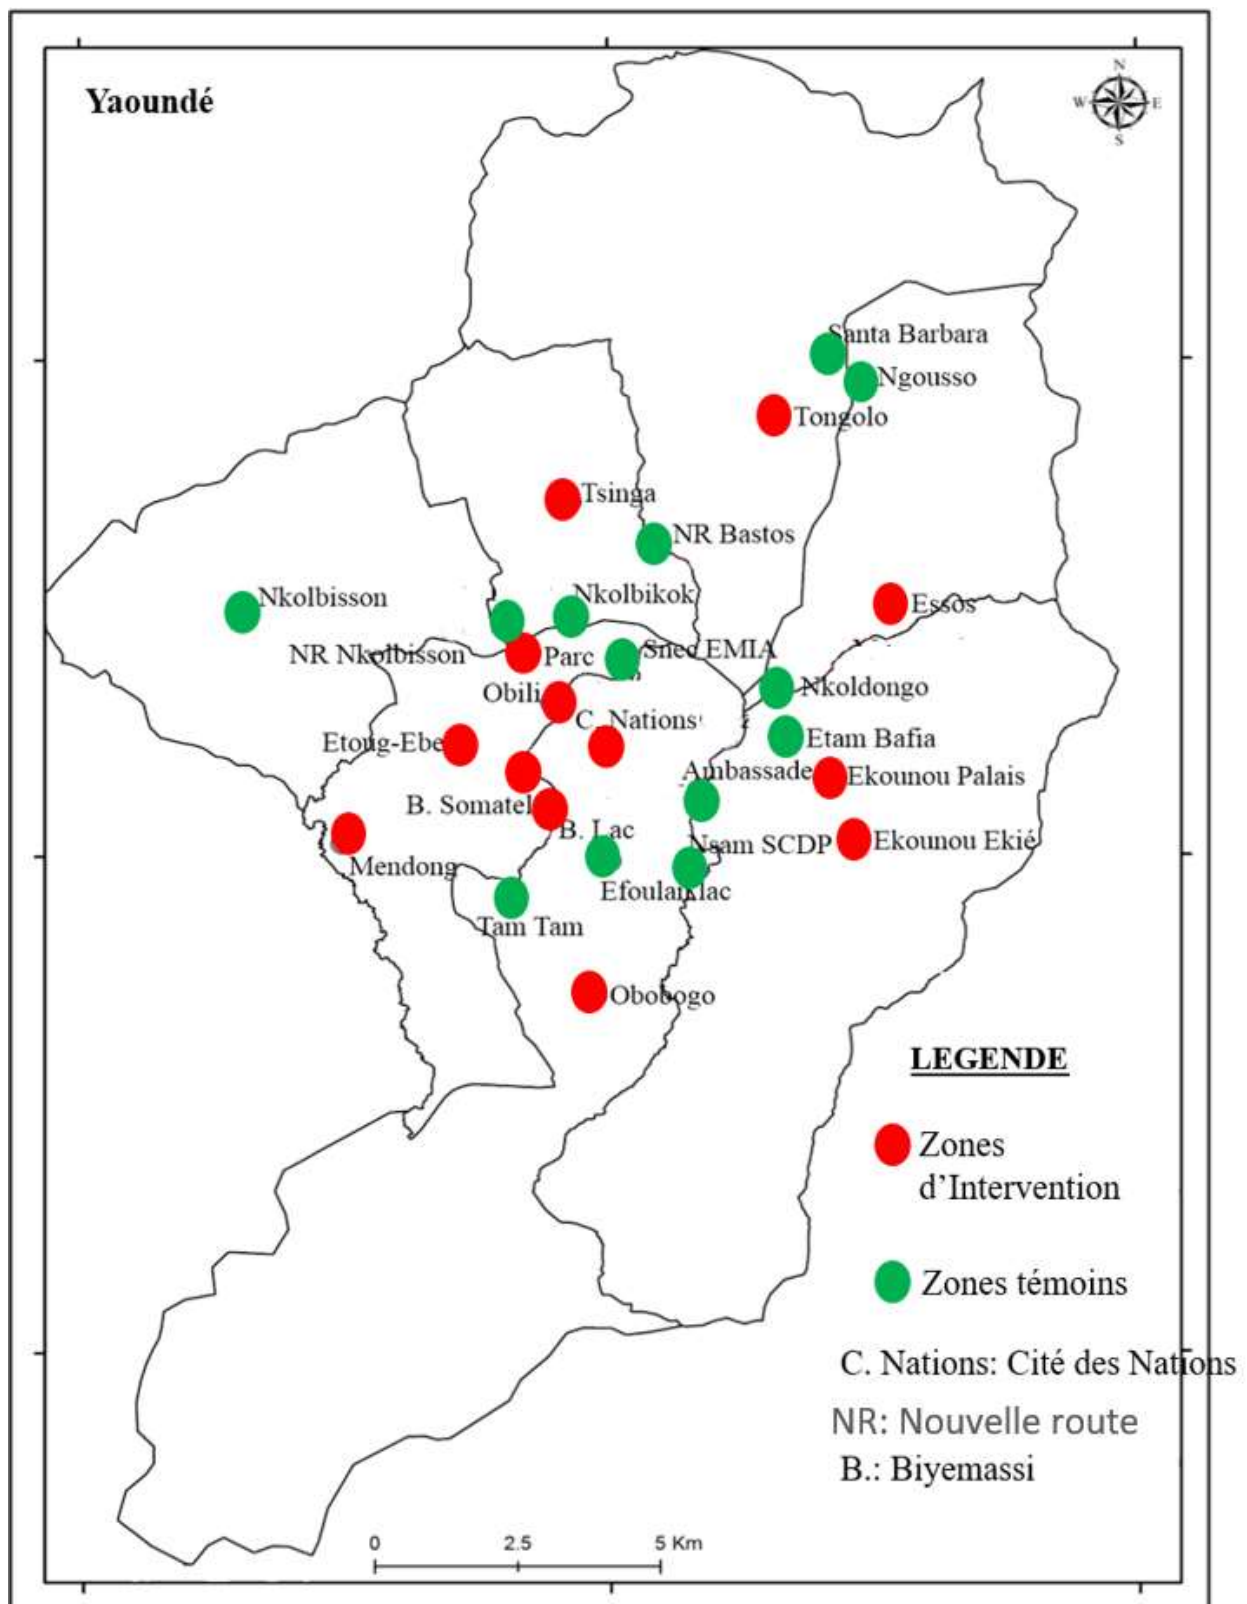 Yaoundé
N
W E
S
Santa Barbara
Ngousso
Tongolo
Tsinga
NR Bastos
Nkolbisson
Nkolbikok
Essos
NR Nkolbisson
Parc
Snec EMIA
Obili
Nkoldongo
C. Nations
Etoug-Ebe
Etam Bafia
Ambassade
Ekounou Palais
B. Somatel
B. Lac
Nsam SCDP
Ekounou Ekié
Mendong
Efoulan lac
Tam Tam
Obobogo
LEGENDE
Zones
d’Intervention
Zones témoins
C. Nations: Cité des Nations
NR: Nouvelle route
B.: Biyemassi
0 2.5 5 Km